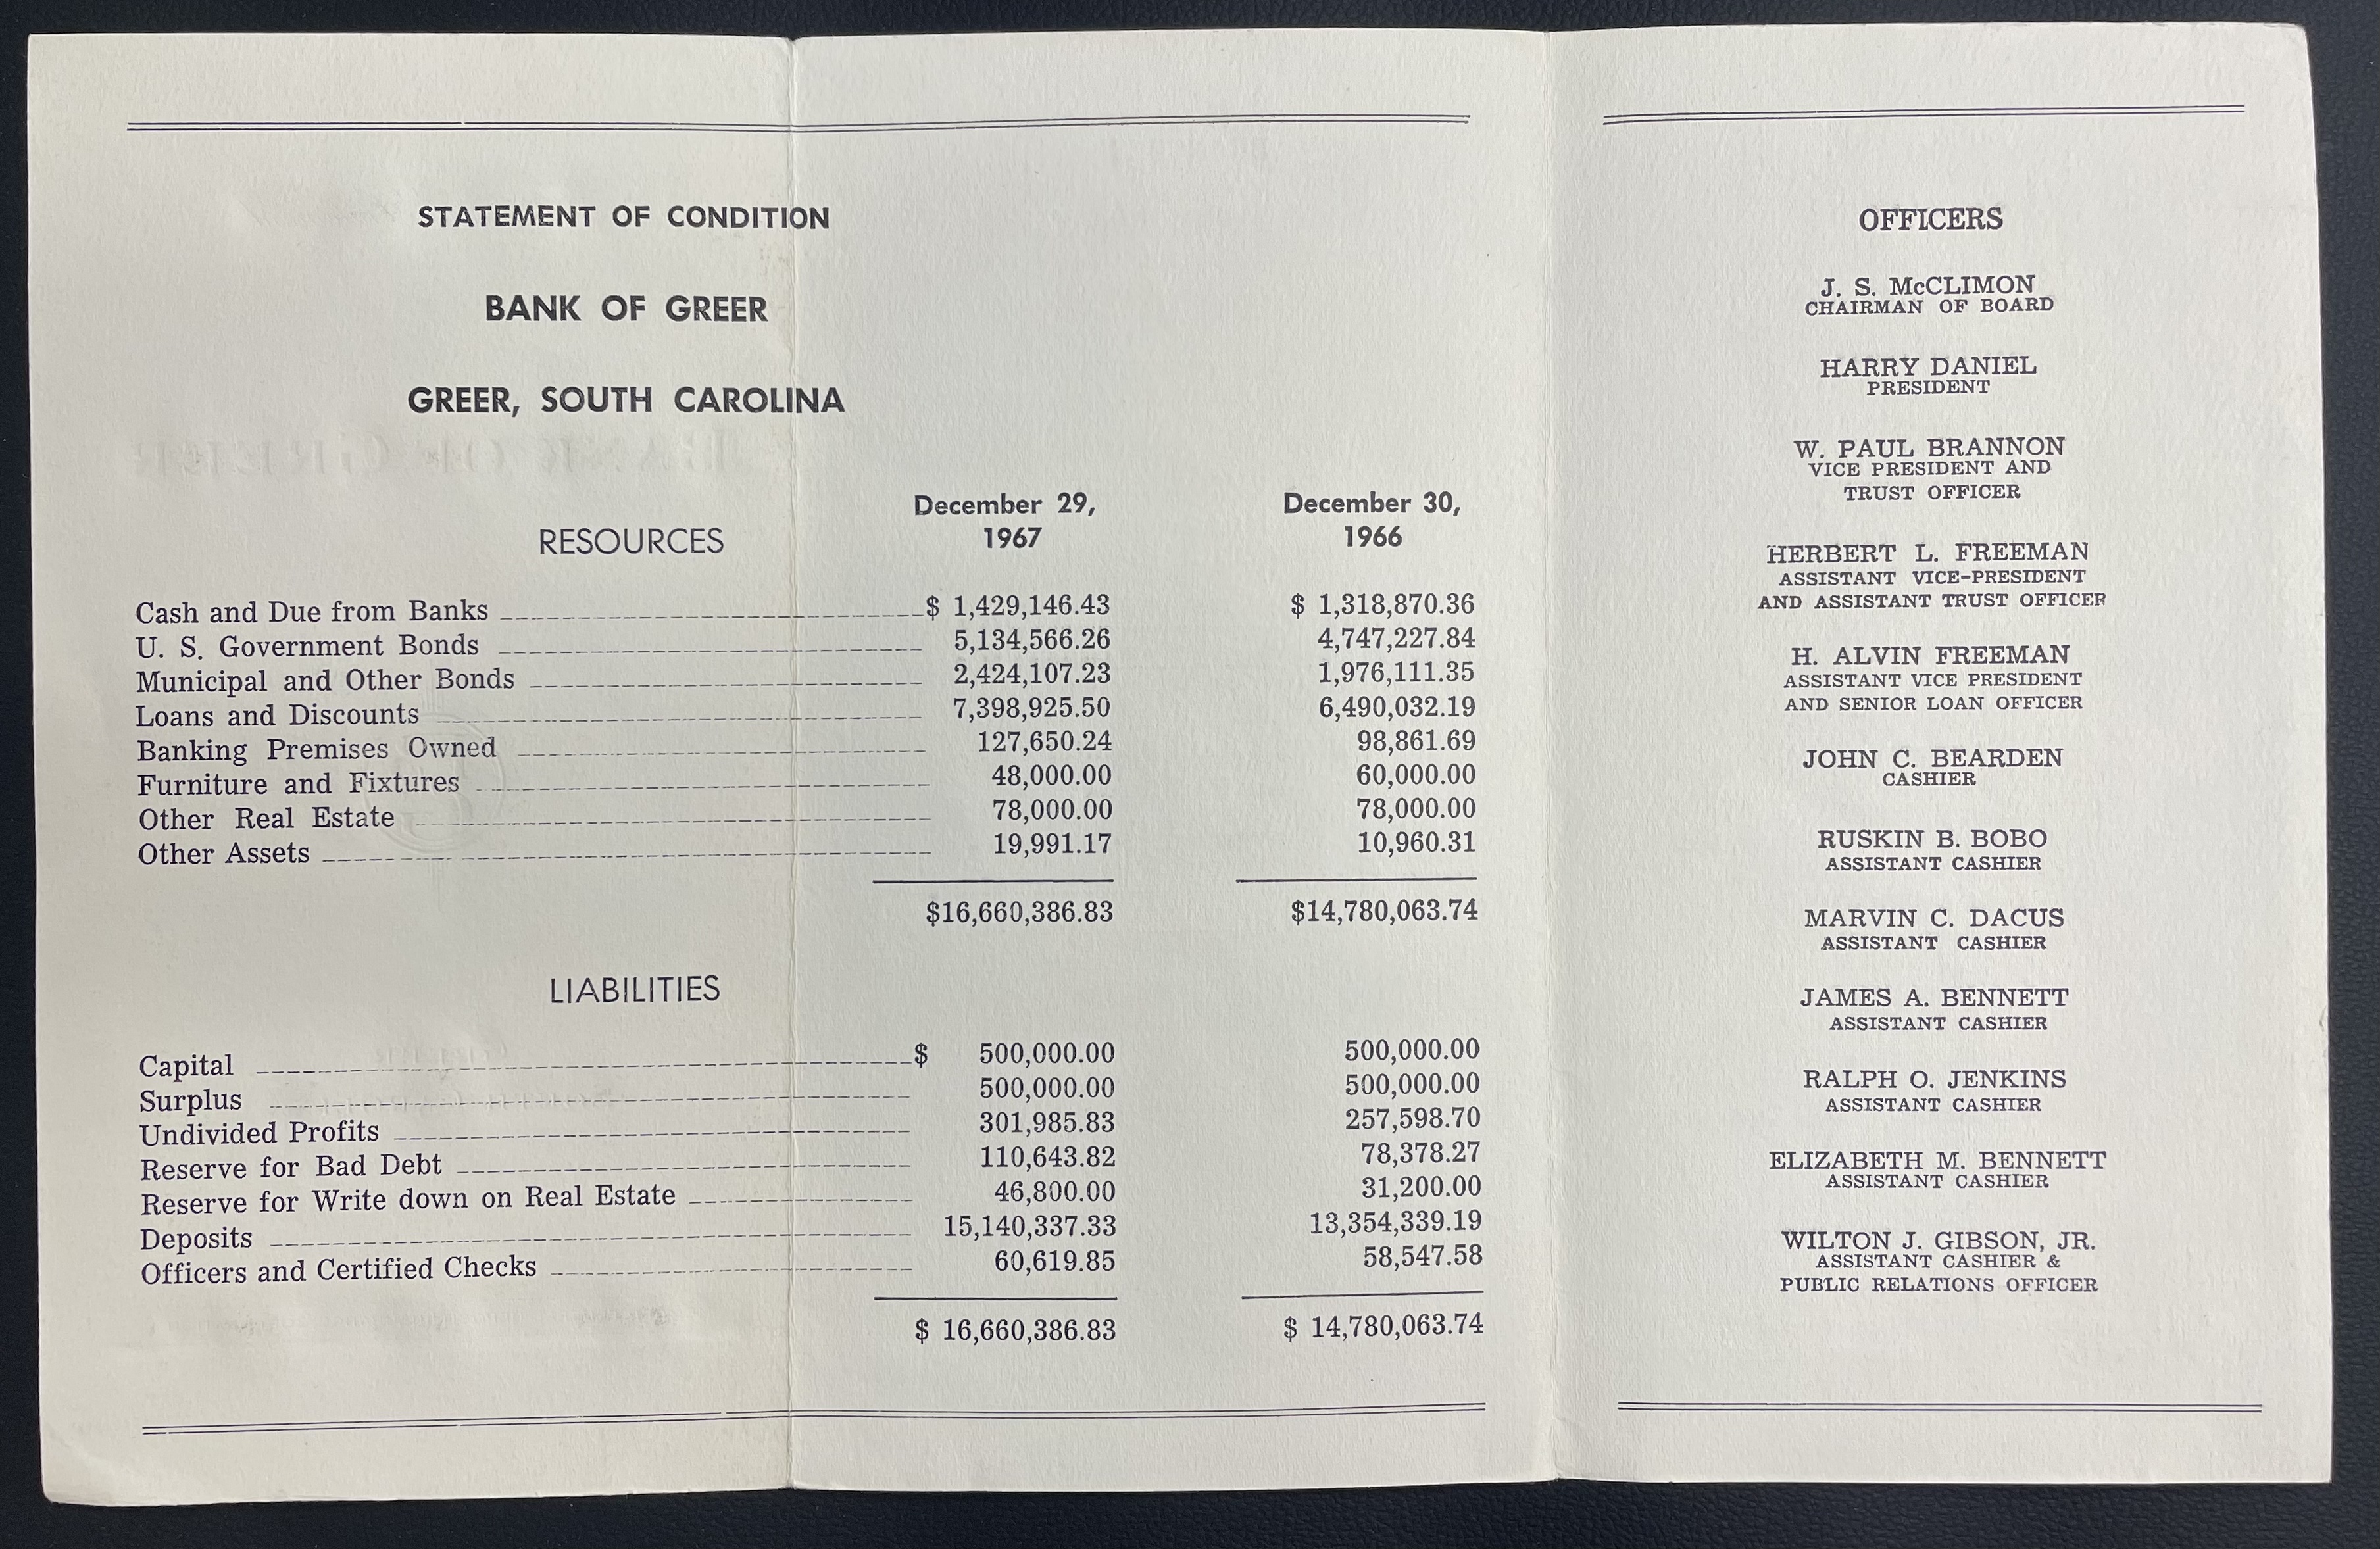 STATEMENT OF CONDITION
BANK OF GREER
GREER, SOUTH CAROLINA
December 29, December 30,
RESOURCES 1967 1966
Cash and Due from Banks $ 1,429,146.43 $ 1,318,870.36
U. S. Government Bonds 5,134,566.26 4,747,227.84
Municipal and Other Bonds 2,424,107.23 1,976,111.35
Loans and Discounts 7,398,925.50 6,490,032.19
Banking Premises Owned 127,650.24 98,861.69
Furniture and Fixtures 48,000.00 60,000.00
Other Real Estate 78,000.00 78,000.00
Other Assets 19,991.17 10,960.31
$16,660,386.83 $14,780,063.74
LIABILITIES
Capital $ 500,000.00 500,000.00
Surplus 500,000.00 500,000.00
Undivided Profits 301,985.83 257,598.70
Reserve for Bad Debt 110,643.82 78,378.27
Reserve for Write down on Real Estate 46,800.00 31,200.00
Deposits 15,140,337.33 13,354,339.19
Officers and Certified Checks 60,619.85 58,547.58
$ 16,660,386.83 $ 14,780,063.74
OFFICERS
J. S. McCLIMON
CHAIRMAN OF BOARD
HARRY DANIEL
PRESIDENT
W. PAUL BRANNON
VICE PRESIDENT AND
TRUST OFFICER
HERBERT L. FREEMAN
ASSISTANT VICE-PRESIDENT
AND ASSISTANT TRUST OFFICER
H. ALVIN FREEMAN
ASSISTANT VICE PRESIDENT
AND SENIOR LOAN OFFICER
JOHN C. BEARDEN
CASHIER
RUSKIN B. BOBO
ASSISTANT CASHIER
MARVIN C. DACUS
ASSISTANT CASHIER
JAMES A. BENNETT
ASSISTANT CASHIER
RALPH O. JENKINS
ASSISTANT CASHIER
ELIZABETH M. BENNETT
ASSISTANT CASHIER
WILTON J. GIBSON, JR.
ASSISTANT CASHIER &
PUBLIC RELATIONS OFFICER